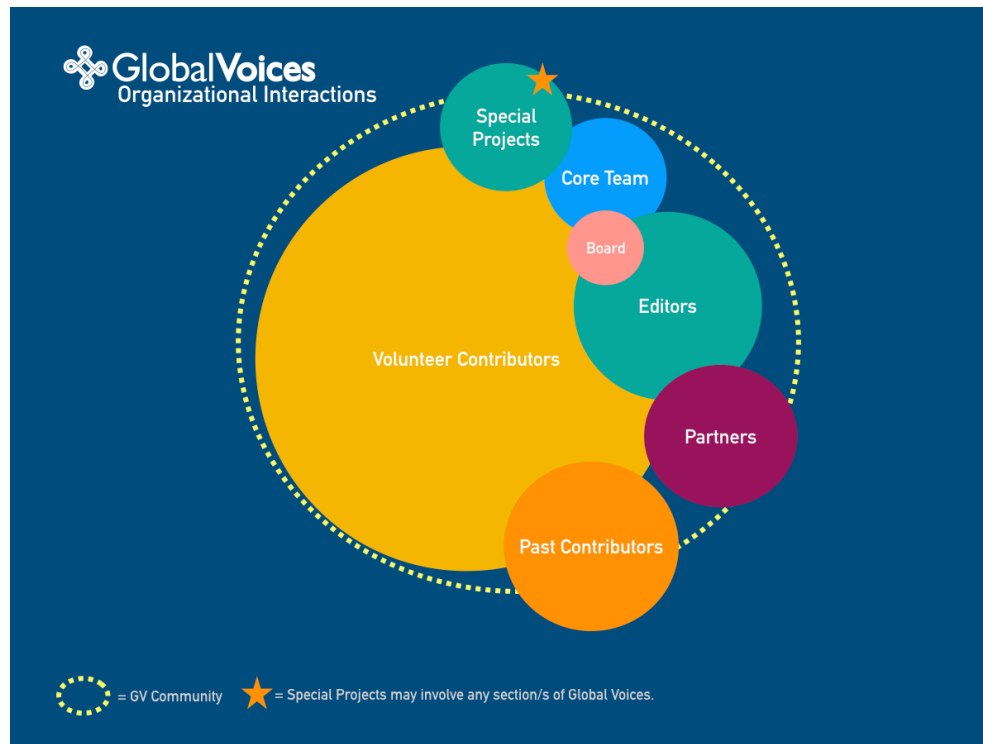 GlobalVoices
Organizational Interactions
Special
Projects
Core Team
Board
Editors
Volunteer Contributors
Partners
Past Contributors
= GV Community
= Special Projects may involve any section/s of Global Voices.